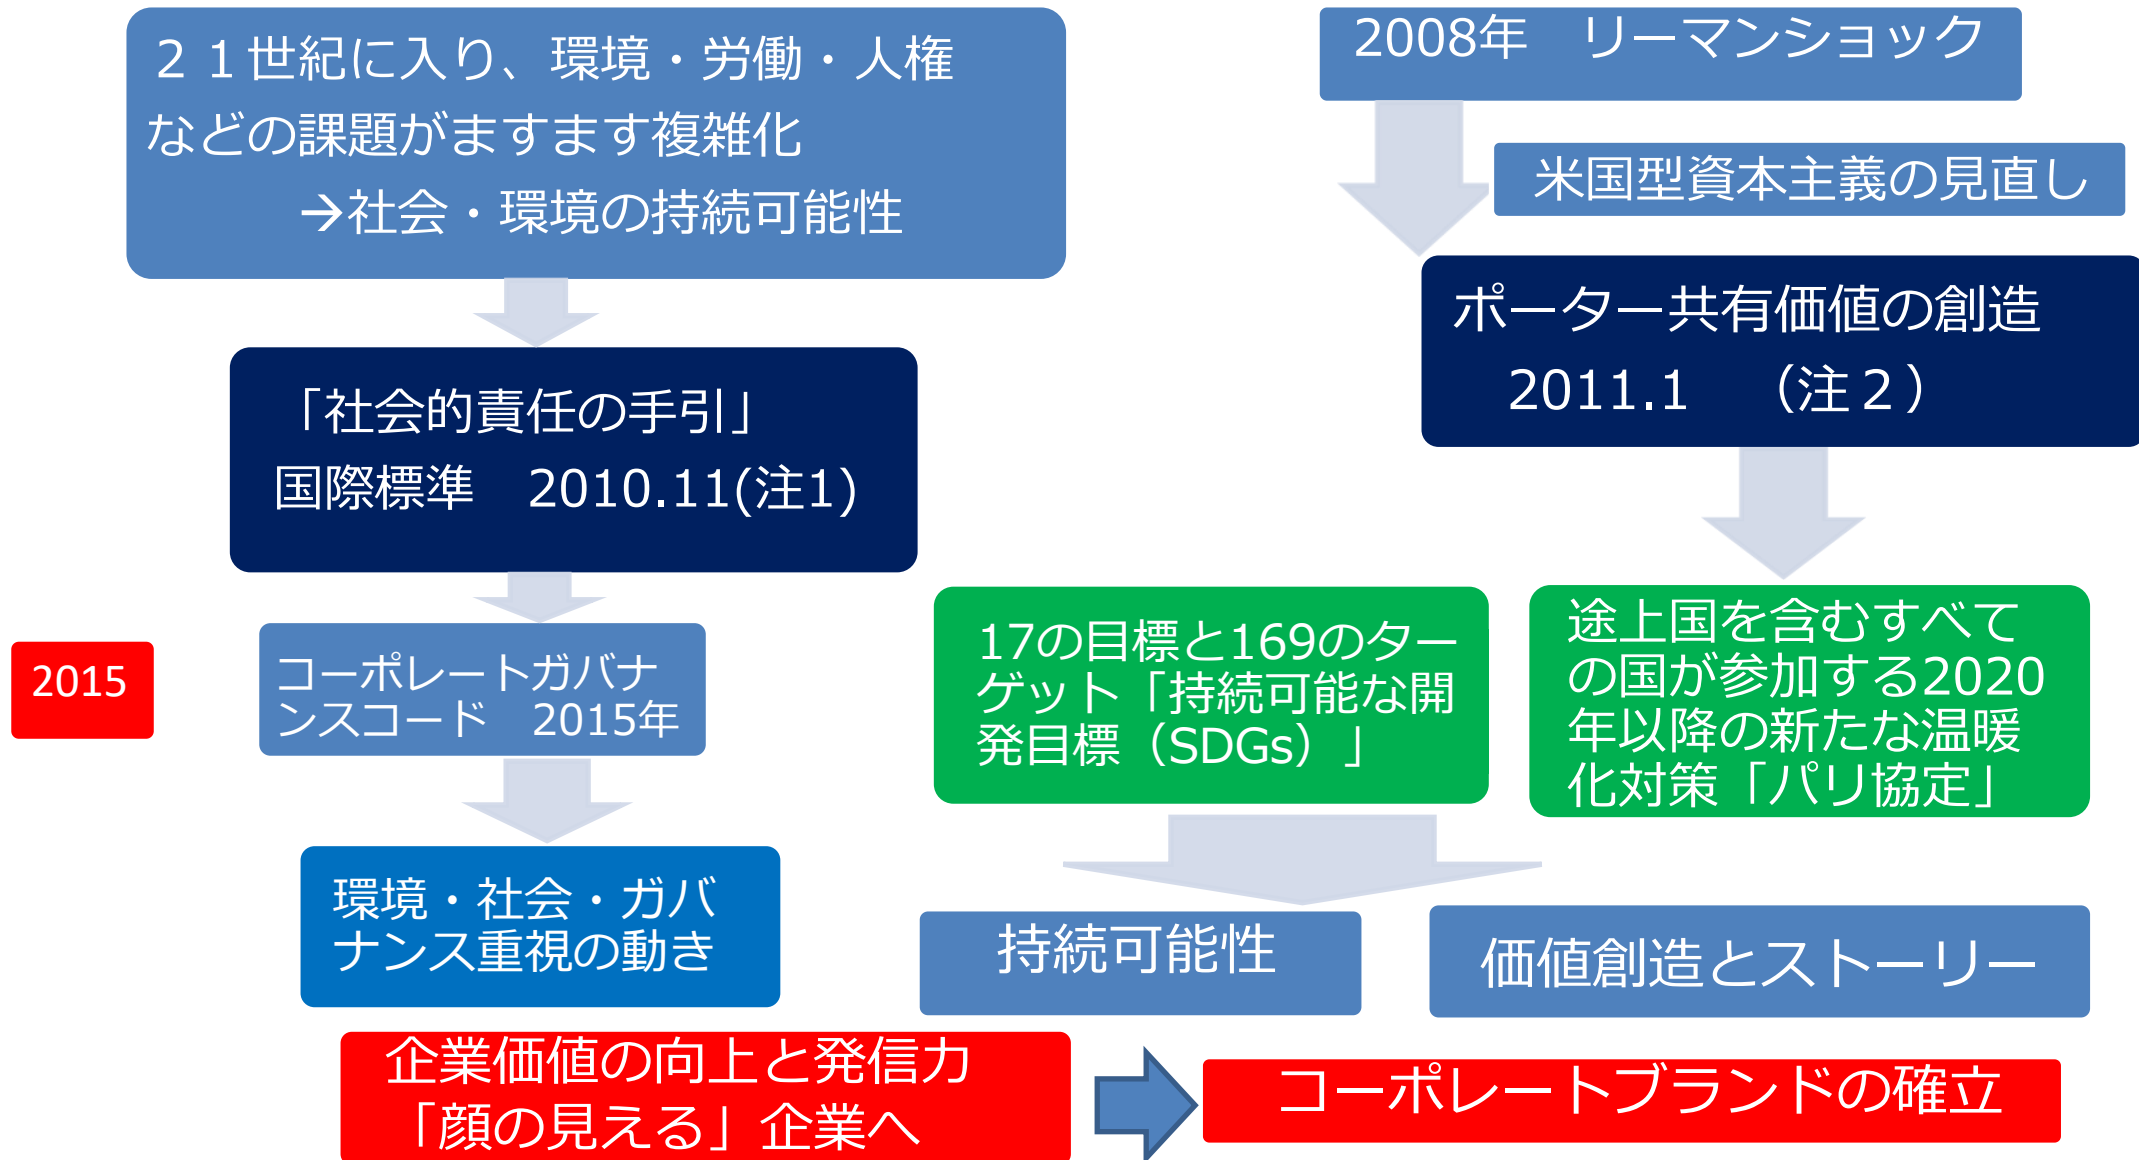 ２１世紀に入り、環境・労働・人権
などの課題がますます複雑化
→社会・環境の持続可能性
「社会的責任の手引」
国際標準　2010.11(注1)
2015
コーポレートガバナ
ンスコード　2015年
環境・社会・ガバ
ナンス重視の動き
2008年　リーマンショック
米国型資本主義の見直し
ポーター共有価値の創造
2011.1　（注２）
17の目標と169のター
ゲット「持続可能な開
発目標（SDGs）」
途上国を含むすべて
の国が参加する2020
年以降の新たな温暖
化対策「パリ協定」
持続可能性
価値創造とストーリー
企業価値の向上と発信力
「顔の見える」企業へ
コーポレートブランドの確立